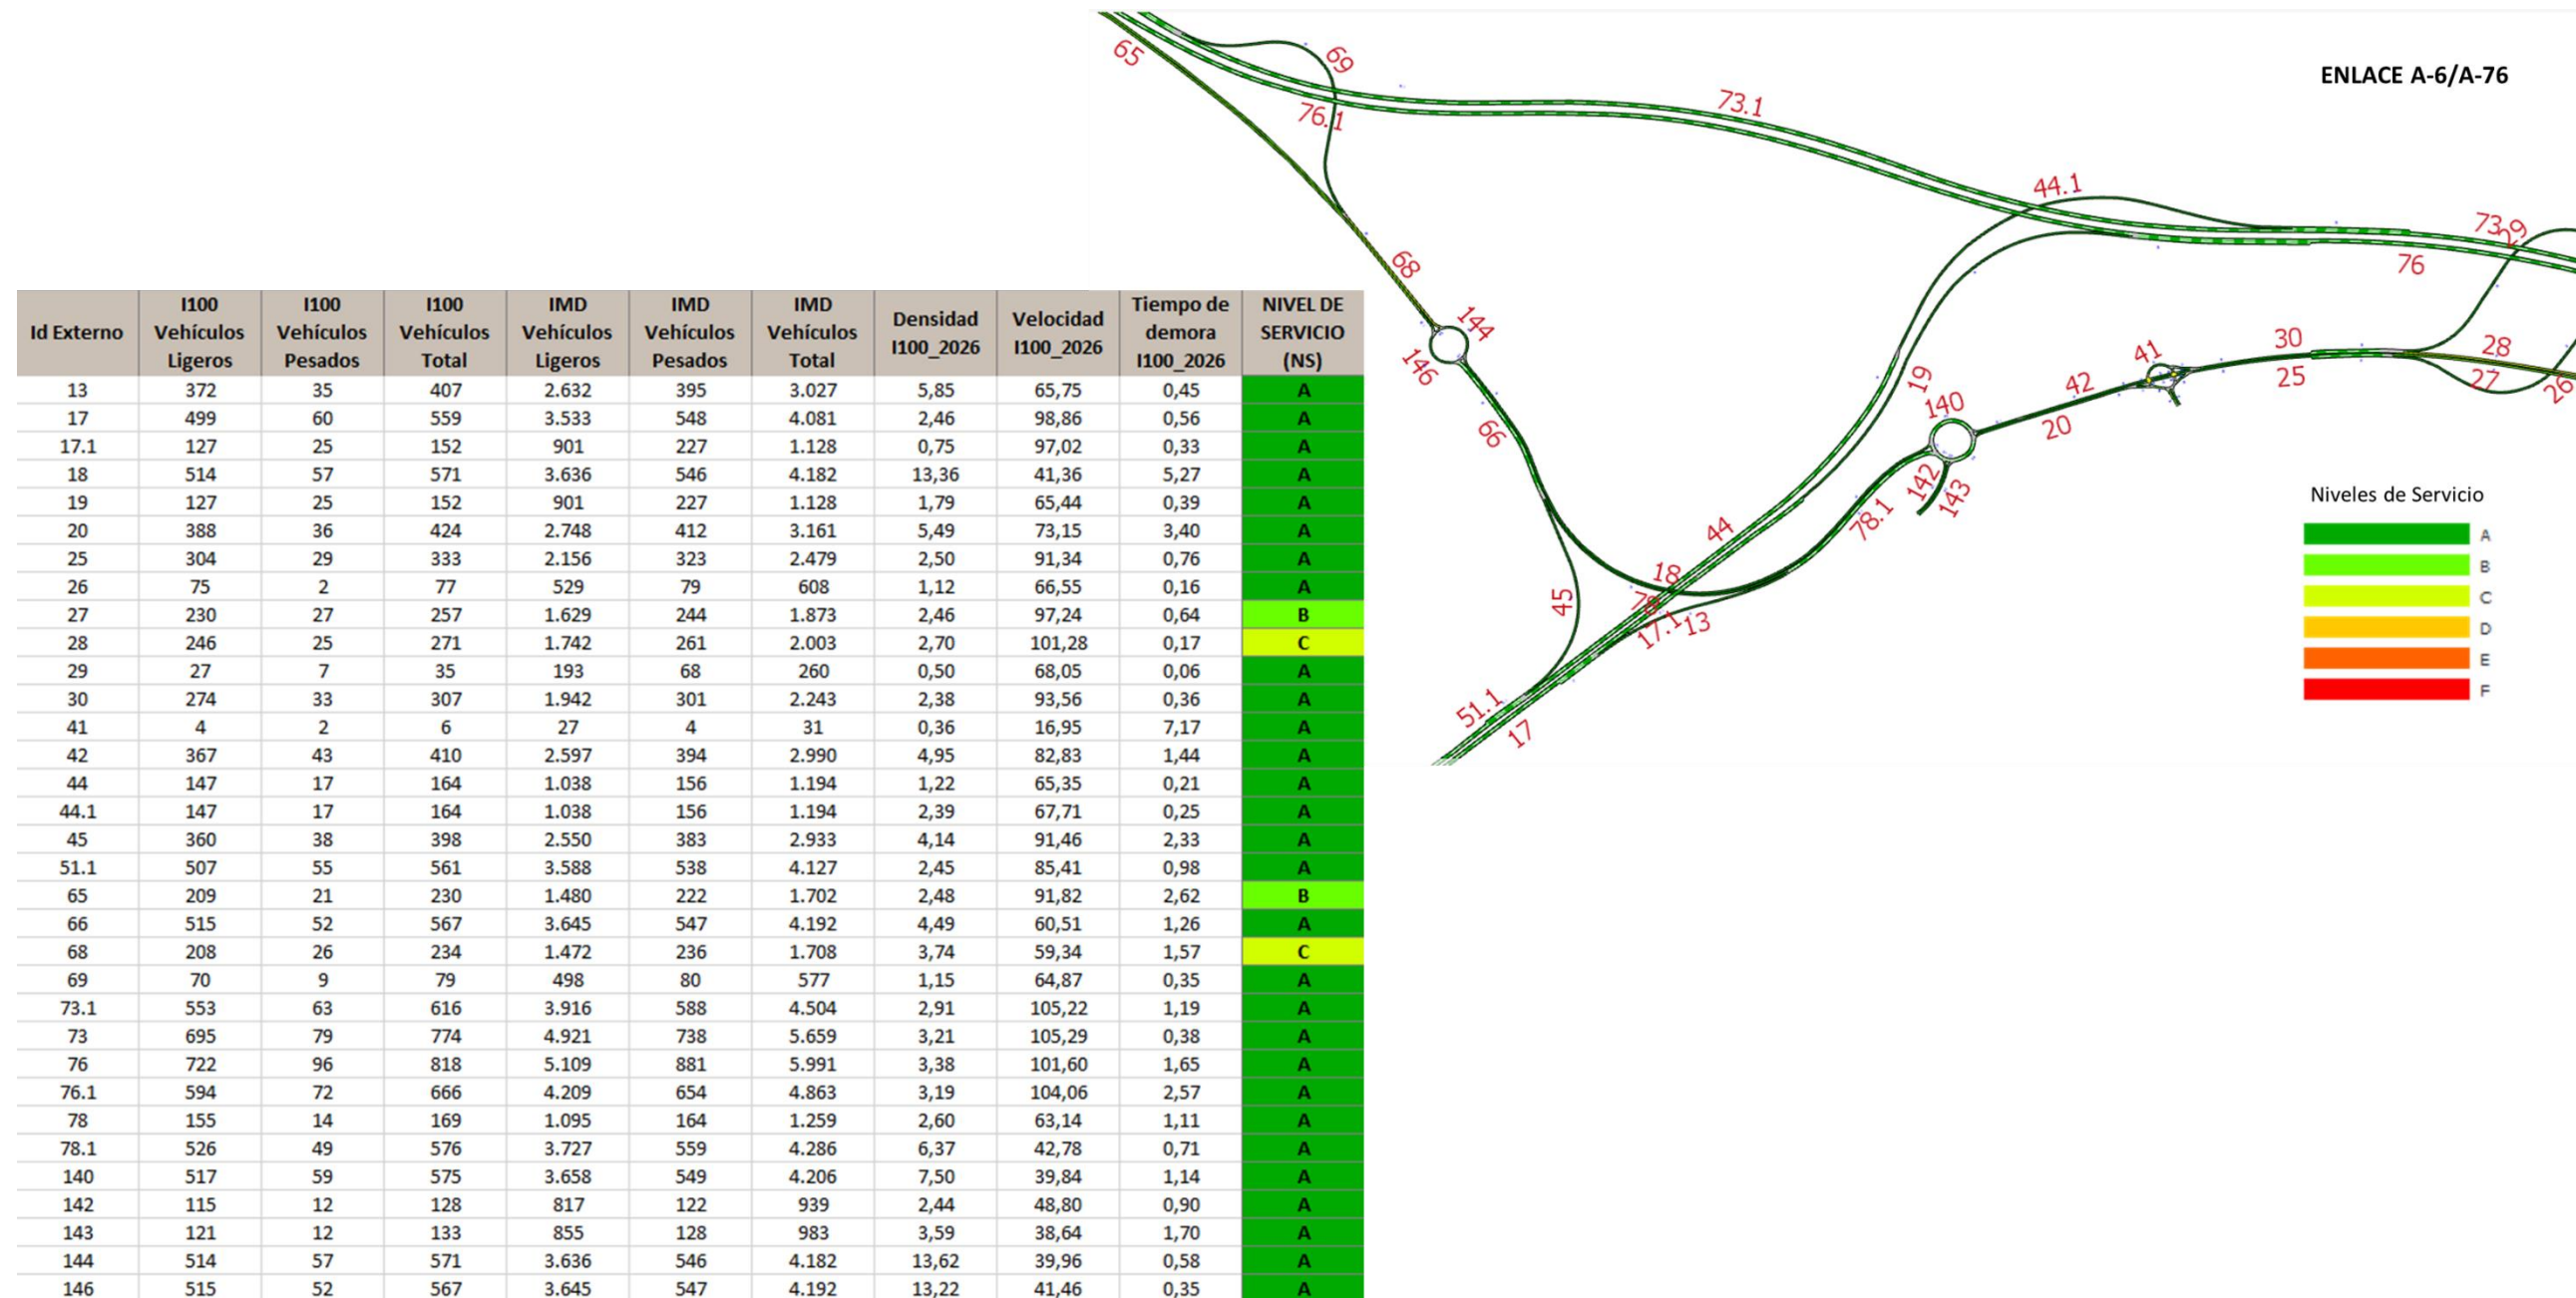 ENLACE A-6/A-76
65
69
76.1
73.1
44.1
73
29
76
68
144
146
66
41
30
28
42
25
27
26
19
140
20
142
143
78.1
44
18
45
78
17.1
13
51.1
17
Niveles de Servicio
A
B
C
D
E
F
Id Externo I100 Vehículos Ligeros I100 Vehículos Pesados I100 Vehículos Total IMD Vehículos Ligeros IMD Vehículos Pesados IMD Vehículos Total Densidad I100_2026 Velocidad I100_2026 Tiempo de demora I100_2026 NIVEL DE SERVICIO (NS)
13 372 35 407 2.632 395 3.027 5,85 65,75 0,45 A
17 499 60 559 3.533 548 4.081 2,46 98,86 0,56 A
17.1 127 25 152 901 227 1.128 0,75 97,02 0,33 A
18 514 57 571 3.636 546 4.182 13,36 41,36 5,27 A
19 127 25 152 901 227 1.128 1,79 65,44 0,39 A
20 388 36 424 2.748 412 3.161 5,49 73,15 3,40 A
25 304 29 333 2.156 323 2.479 2,50 91,34 0,76 A
26 75 2 77 529 79 608 1,12 66,55 0,16 A
27 230 27 257 1.629 244 1.873 2,46 97,24 0,64 B
28 246 25 271 1.742 261 2.003 2,70 101,28 0,17 C
29 27 7 35 193 68 260 0,50 68,05 0,06 A
30 274 33 307 1.942 301 2.243 2,38 93,56 0,36 A
41 4 2 6 27 4 31 0,36 16,95 7,17 A
42 367 43 410 2.597 394 2.990 4,95 82,83 1,44 A
44 147 17 164 1.038 156 1.194 1,22 65,35 0,21 A
44.1 147 17 164 1.038 156 1.194 2,39 67,71 0,25 A
45 360 38 398 2.550 383 2.933 4,14 91,46 2,33 A
51.1 507 55 561 3.588 538 4.127 2,45 85,41 0,98 A
65 209 21 230 1.480 222 1.702 2,48 91,82 2,62 B
66 515 52 567 3.645 547 4.192 4,49 60,51 1,26 A
68 208 26 234 1.472 236 1.708 3,74 59,34 1,57 C
69 70 9 79 498 80 577 1,15 64,87 0,35 A
73.1 553 63 616 3.916 588 4.504 2,91 105,22 1,19 A
73 695 79 774 4.921 738 5.659 3,21 105,29 0,38 A
76 722 96 818 5.109 881 5.991 3,38 101,60 1,65 A
76.1 594 72 666 4.209 654 4.863 3,19 104,06 2,57 A
78 155 14 169 1.095 164 1.259 2,60 63,14 1,11 A
78.1 526 49 576 3.727 559 4.286 6,37 42,78 0,71 A
140 517 59 575 3.658 549 4.206 7,50 39,84 1,14 A
142 115 12 128 817 122 939 2,44 48,80 0,90 A
143 121 12 133 855 128 983 3,59 38,64 1,70 A
144 514 57 571 3.636 546 4.182 13,62 39,96 0,58 A
146 515 52 567 3.645 547 4.192 13,22 41,46 0,35 A